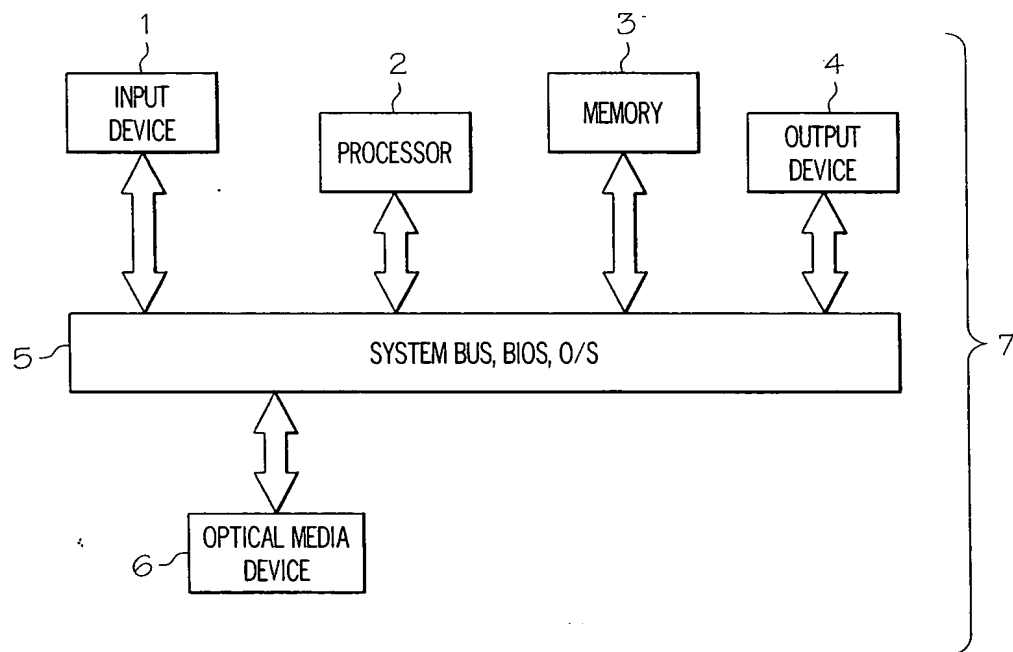 1
INPUT
DEVICE
2
PROCESSOR
3
MEMORY
4
OUTPUT
DEVICE
5
SYSTEM BUS, BIOS, O/S
6
OPTICAL MEDIA
DEVICE
7